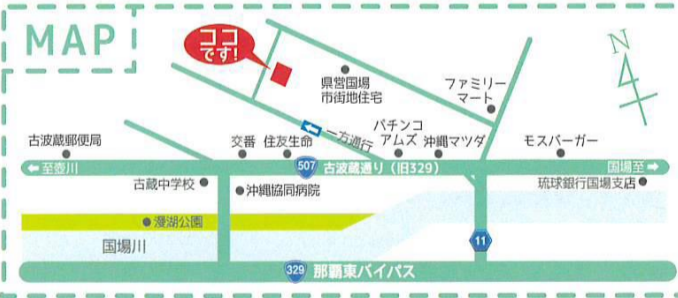 MAP
ココ
です!
N
県営国場
市街地住宅
ファミリー
マート
古波蔵郵便局
交番
住友生命
一方通行
パチンコ
アムズ
沖縄マツダ
モスバーガー
←至壺川
507
古波蔵通り(旧329)
国場至→
古蔵中学校
沖縄協同病院
琉球銀行国場支店
漫湖公園
国場川
11
329
那覇東バイパス